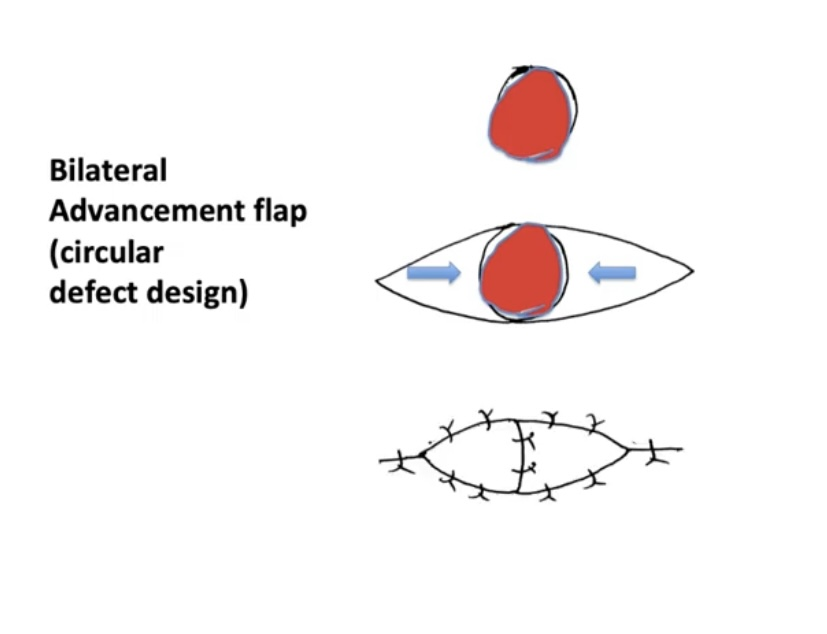 Bilateral
Advancement flap
(circular
defect design)